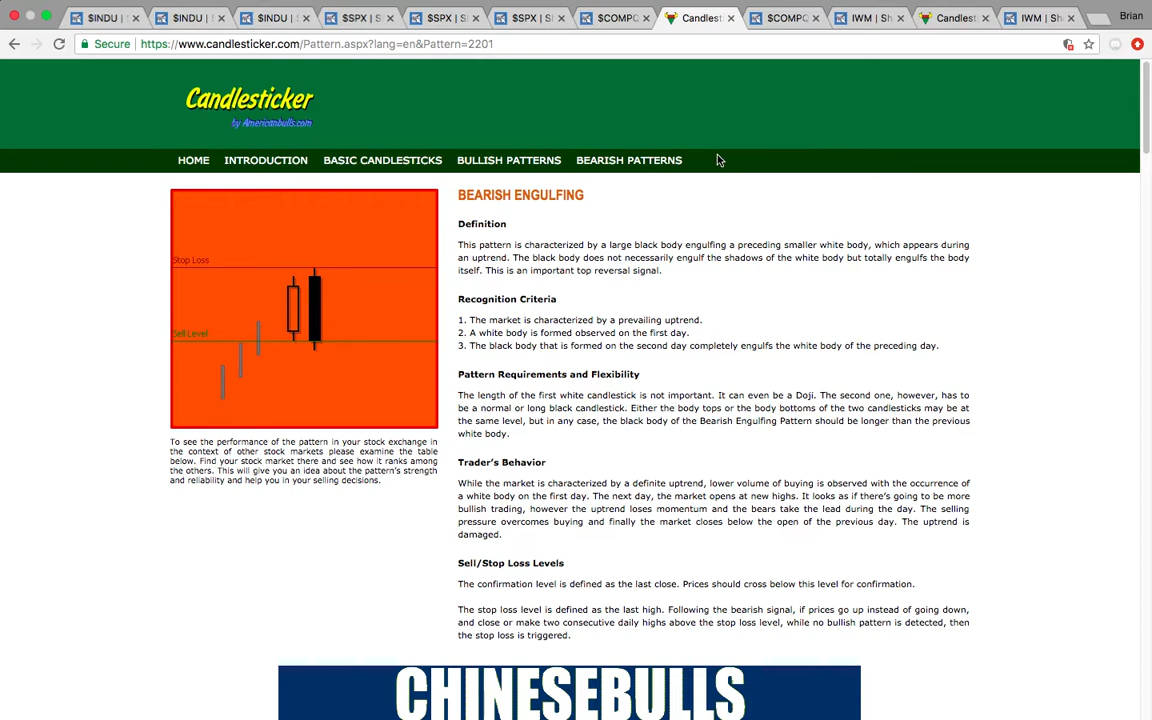 $INDU | S
$INDU | S
$INDU | S
$SPX | S
$SPX | S
$SPX | S
$COMPQ
Candlest
$COMPQ
IWM | Sh
Candlest
IWM | Sh
Brian
Secure
https://www.candlesticker.com/Pattern.aspx?lang=en&Pattern=2201
Candlesticker
by Americanbulls.com
HOME INTRODUCTION BASIC CANDLESTICKS BULLISH PATTERNS BEARISH PATTERNS
Stop Loss
Sell Level
To see the performance of the pattern in your stock exchange in
the context of other stock markets please examine the table
below. Find your stock market there and see how it ranks among
the others. This will give you an idea about the pattern's strength
and reliability and help you in your selling decisions.
BEARISH ENGULFING
Definition
This pattern is characterized by a large black body engulfing a preceding smaller white body, which appears during
an uptrend. The black body does not necessarily engulf the shadows of the white body but totally engulfs the body
itself. This is an important top reversal signal.
Recognition Criteria
1. The market is characterized by a prevailing uptrend.
2. A white body is formed observed on the first day.
3. The black body that is formed on the second day completely engulfs the white body of the preceding day.
Pattern Requirements and Flexibility
The length of the first white candlestick is not important. It can even be a Doji. The second one, however, has to
be a normal or long black candlestick. Either the body tops or the body bottoms of the two candlesticks may be at
the same level, but in any case, the black body of the Bearish Engulfing Pattern should be longer than the previous
white body.
Trader's Behavior
While the market is characterized by a definite uptrend, lower volume of buying is observed with the occurrence of
a white body on the first day. The next day, the market opens at new highs. It looks as if there's going to be more
bullish trading, however the uptrend loses momentum and the bears take the lead during the day. The selling
pressure overcomes buying and finally the market closes below the open of the previous day. The uptrend is
damaged.
Sell/Stop Loss Levels
The confirmation level is defined as the last close. Prices should cross below this level for confirmation.
The stop loss level is defined as the last high. Following the bearish signal, if prices go up instead of going down,
and close or make two consecutive daily highs above the stop loss level, while no bullish pattern is detected, then
the stop loss is triggered.
CHINESEBULLS